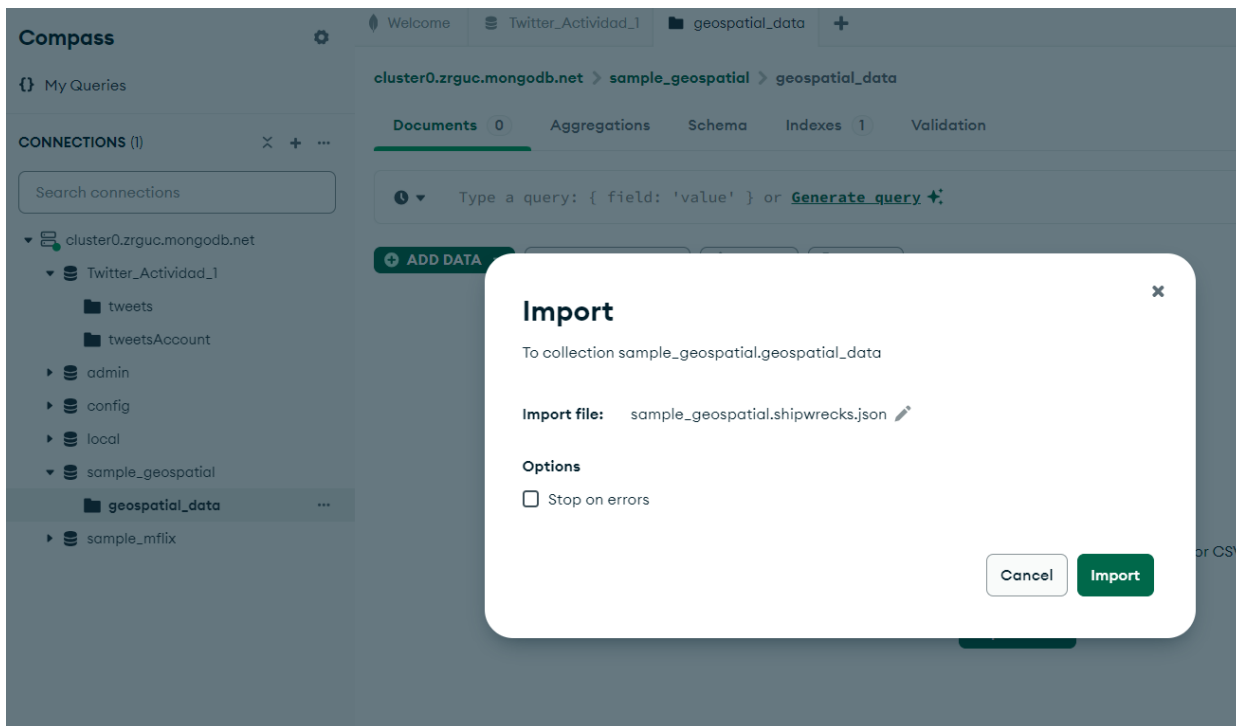 Compass
{} My Queries
CONNECTIONS (1)
Search connections
cluster0.zrguc.mongodb.net
Twitter_Actividad_1
tweets
tweetsAccount
admin
config
local
sample_geospatial
geospatial_data
sample_mflix
Welcome
Twitter_Actividad_1
geospatial_data
cluster0.zrguc.mongodb.net > sample_geospatial > geospatial_data
Documents 0 Aggregations Schema Indexes 1 Validation
Type a query: { field: 'value' } or Generate query
ADD DATA
Import
To collection sample_geospatial.geospatial_data
Import file: sample_geospatial.shipwrecks.json
Options
Stop on errors
Cancel
Import
or CSV